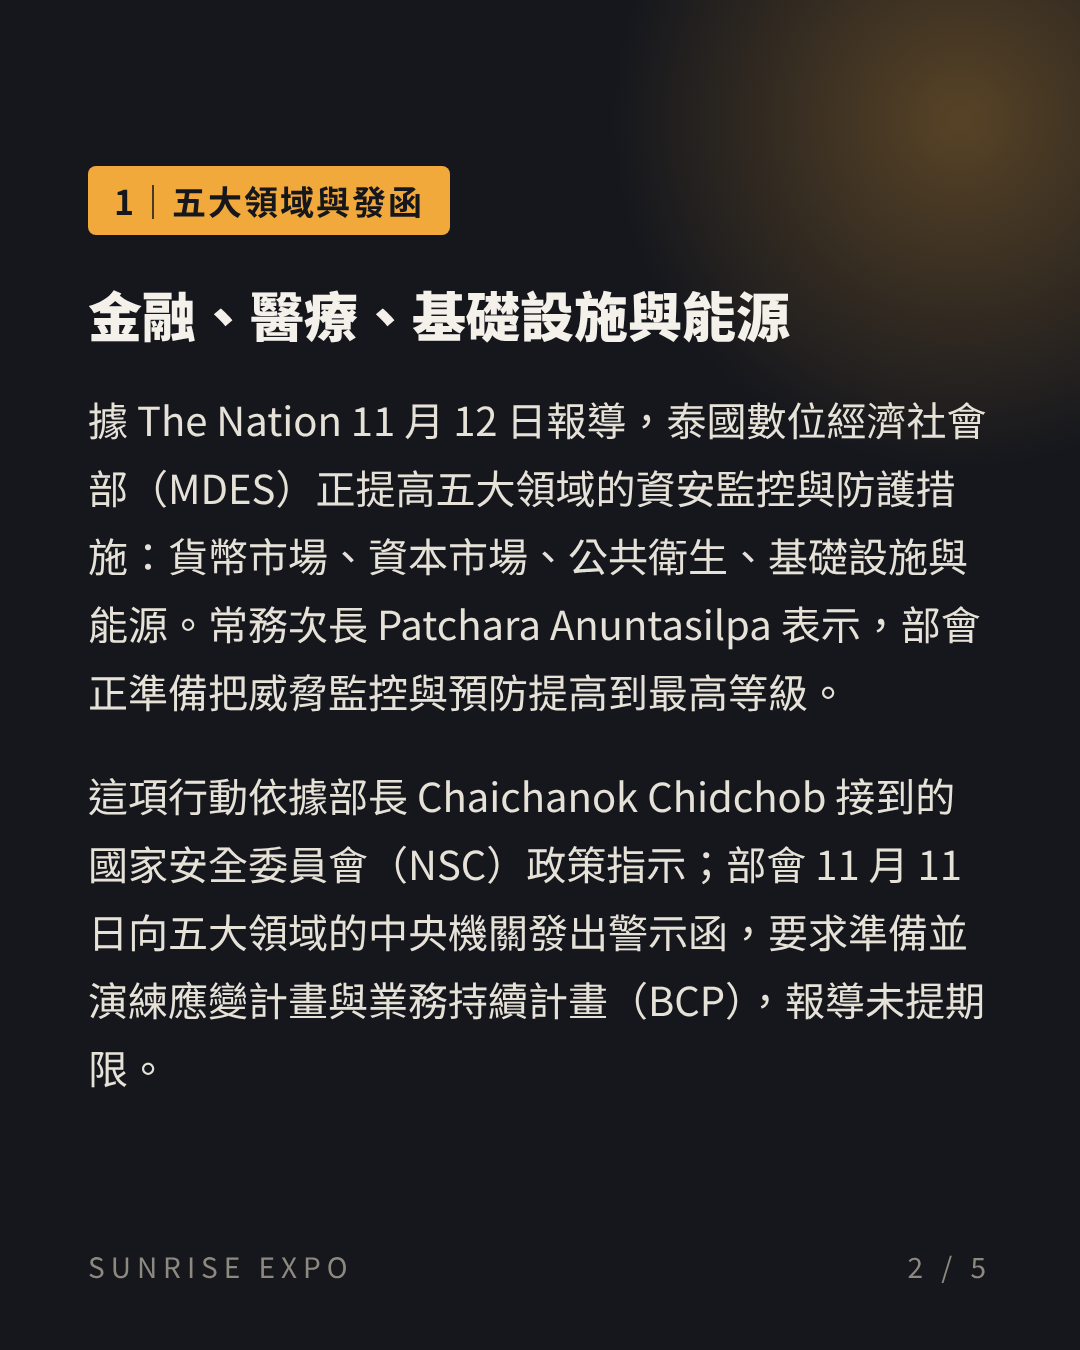 1｜五大領域與發函
金融、醫療、基礎設施與能源
據 The Nation 11 月 12 日報導，泰國數位經濟社會
部（MDES）正提高五大領域的資安監控與防護措
施：貨幣市場、資本市場、公共衛生、基礎設施與
能源。常務次長 Patchara Anuntasilpa 表示，部會
正準備把威脅監控與預防提高到最高等級。
這項行動依據部長 Chaichanok Chidchob 接到的
國家安全委員會（NSC）政策指示；部會 11 月 11
日向五大領域的中央機關發出警示函，要求準備並
演練應變計畫與業務持續計畫（BCP），報導未提期
限。
SUNRISE EXPO
2 / 5